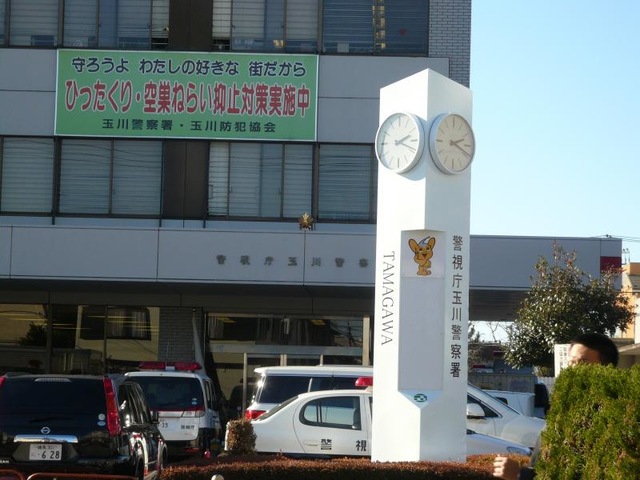 守ろうよ わたしの好きな 街だから
ひったくり・空巣ねらい抑止対策実施中
玉川警察署・玉川防犯協会
警視庁玉川警察
TAMAGAWA
警視庁玉川警察署
6 28
視